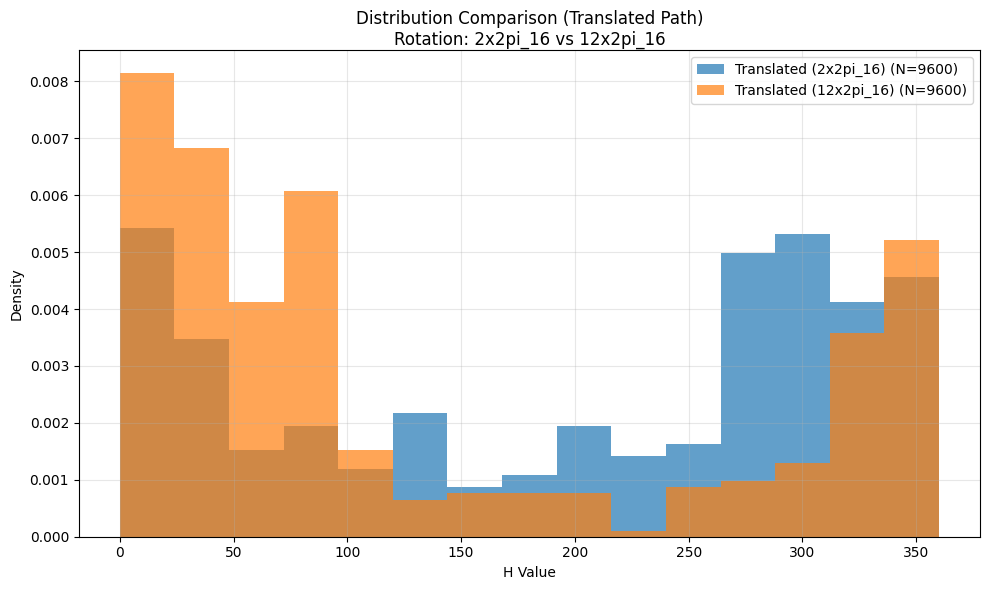 Distribution Comparison (Translated Path)
Rotation: 2x2pi_16 vs 12x2pi_16
Translated (2x2pi_16) (N=9600)
Translated (12x2pi_16) (N=9600)
Density
0.008
0.007
0.006
0.005
0.004
0.003
0.002
0.001
0.000
0 50 100 150 200 250 300 350
H Value